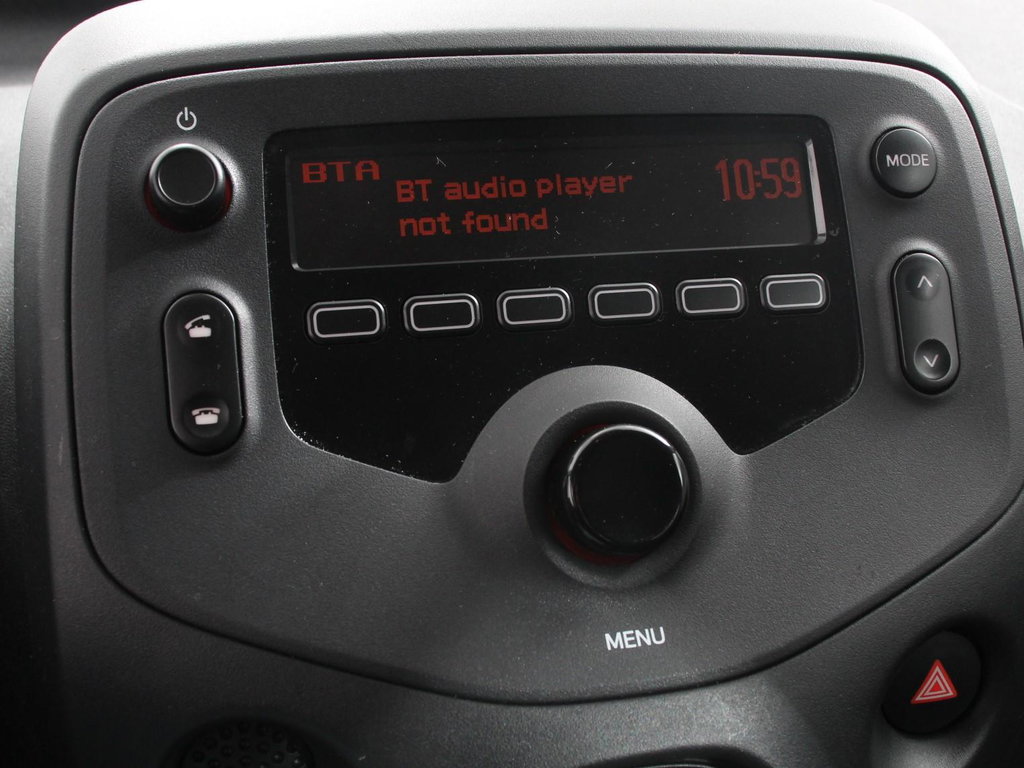 BTA
BT audio player
not found
10:59
MODE
MENU